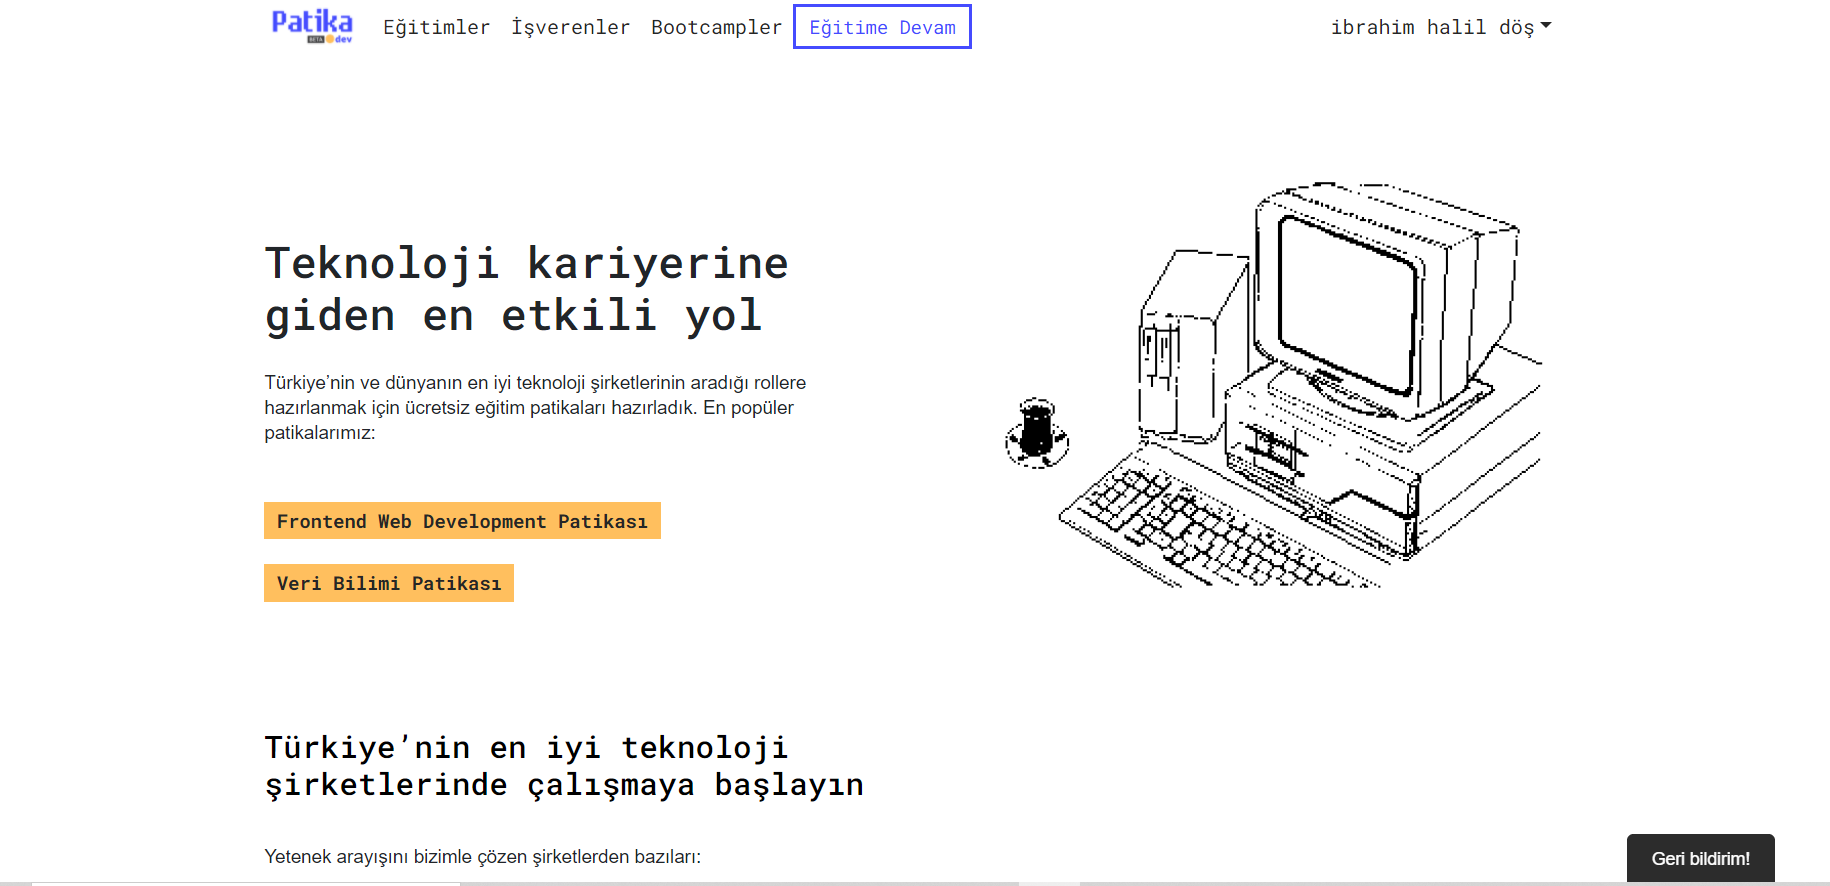 Patika
BETA dev
Eğitimler İşverenler Bootcampler Eğitime Devam
ibrahim halil döş
Teknoloji kariyerine
giden en etkili yol
Türkiye’nin ve dünyanın en iyi teknoloji şirketlerinin aradığı rollere
hazırlanmak için ücretsiz eğitim patikaları hazırladık. En popüler
patikalarımız:
Frontend Web Development Patikası
Veri Bilimi Patikası
Türkiye’nin en iyi teknoloji
şirketlerinde çalışmaya başlayın
Yetenek arayışını bizimle çözen şirketlerden bazıları:
Geri bildirim!